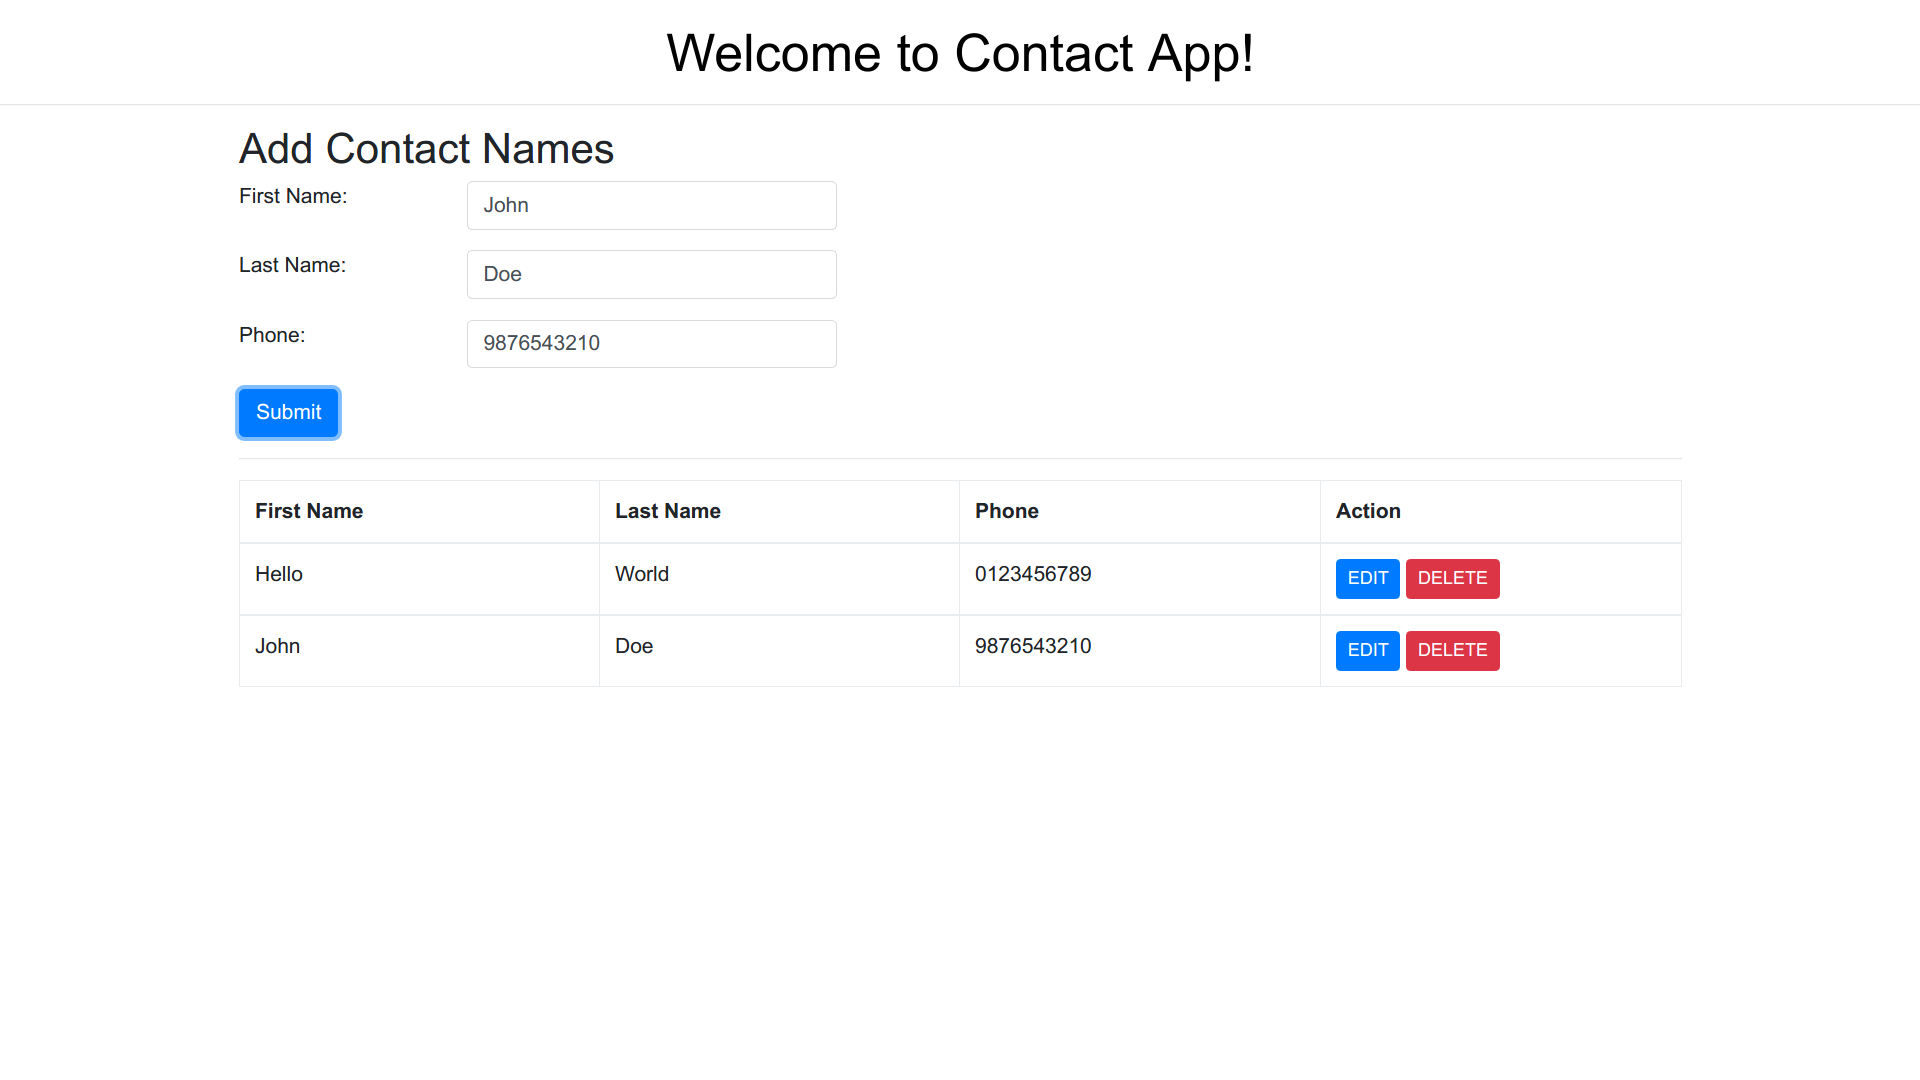 Welcome to Contact App!
Add Contact Names
First Name: John
Last Name: Doe
Phone: 9876543210
Submit
First Name Last Name Phone Action
Hello World 0123456789 EDIT DELETE
John Doe 9876543210 EDIT DELETE